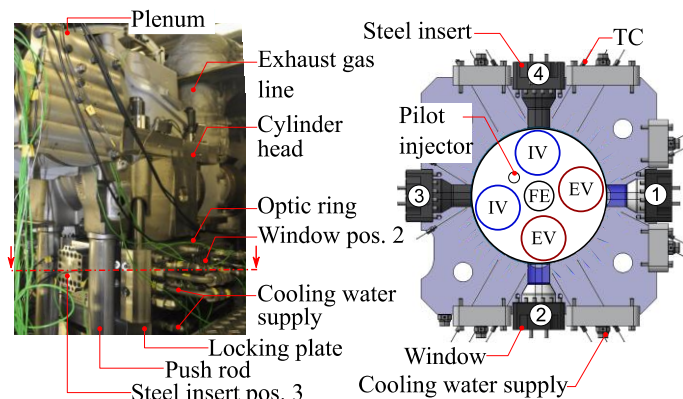 Plenum
Exhaust gas
line
Cylinder
head
Optic ring
Window pos. 2
Cooling water
supply
Locking plate
Push rod
Steel insert pos. 3
Steel insert
TC
4
Pilot
injector
IV
3
IV
FE
EV
1
EV
2
Window
Cooling water supply